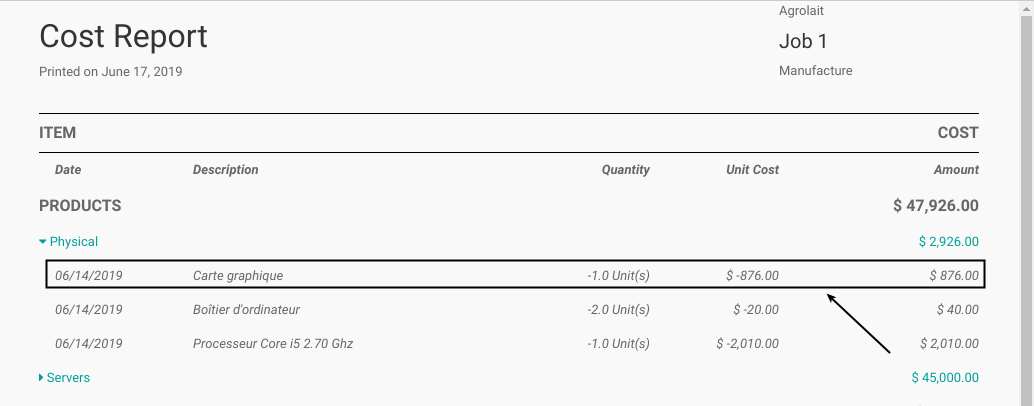 Agrolait
Cost Report
Job 1
Printed on June 17, 2019
Manufacture
ITEM COST
Date Description Quantity Unit Cost Amount
PRODUCTS $ 47,926.00
Physical $ 2,926.00
06/14/2019 Carte graphique -1.0 Unit(s) $ -876.00 $ 876.00
06/14/2019 Boîtier d'ordinateur -2.0 Unit(s) $ -20.00 $ 40.00
06/14/2019 Processeur Core i5 2.70 Ghz -1.0 Unit(s) $ -2,010.00 $ 2,010.00
Servers $ 45,000.00